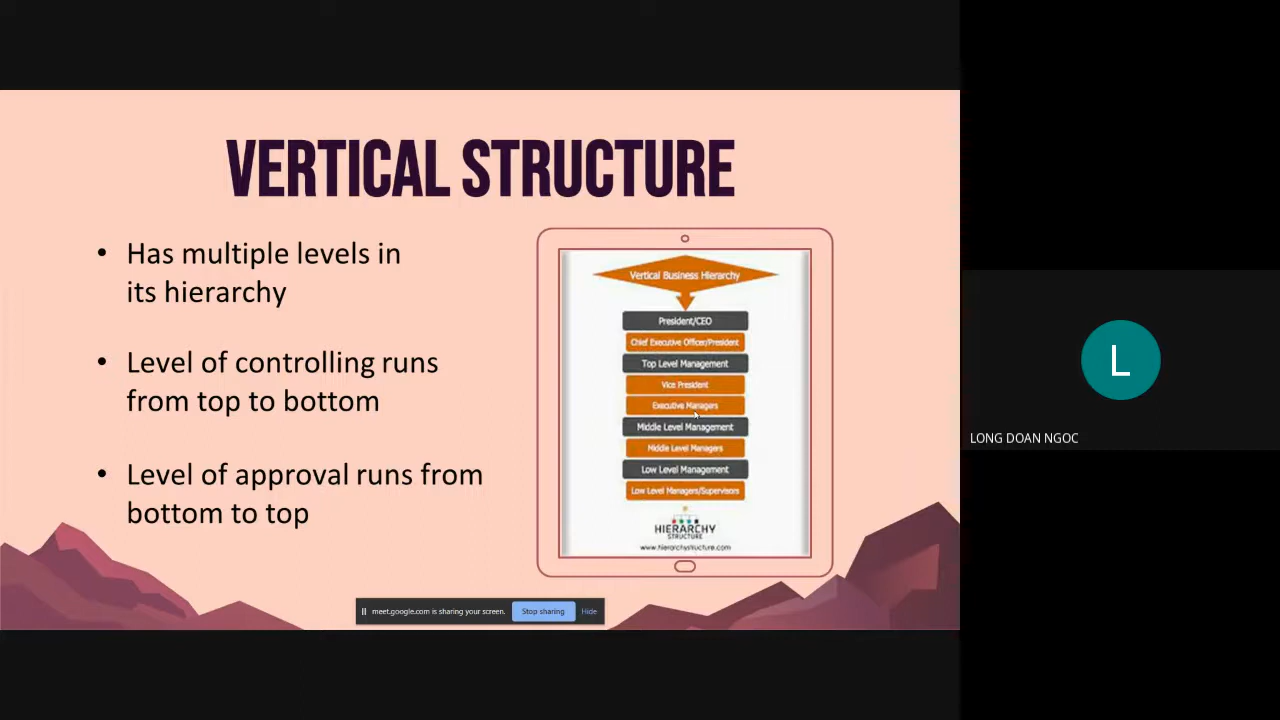 VERTICAL STRUCTURE
• Has multiple levels in
its hierarchy
• Level of controlling runs
from top to bottom
• Level of approval runs from
bottom to top
Vertical Business Hierarchy
President/CEO
Chief Executive Officer/President
Top Level Management
Vice President
Executive Managers
Middle Level Management
Middle Level Managers
Low Level Management
Low Level Managers/Supervisors
HIERARCHY
STRUCTURE
www.hierarchystructure.com
meet.google.com is sharing your screen. Stop sharing Hide
L
LONG DOAN NGOC